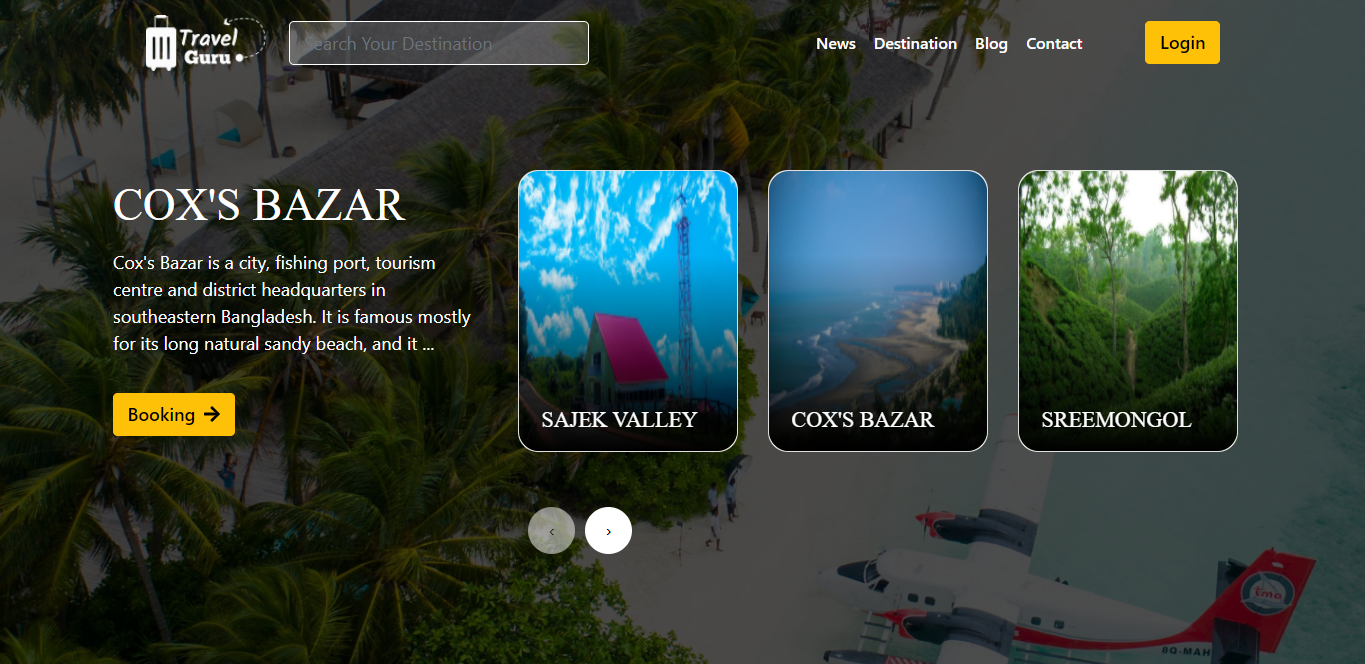 Travel
Guru
Search Your Destination
News
Destination
Blog
Contact
Login
COX'S BAZAR
Cox's Bazar is a city, fishing port, tourism
centre and district headquarters in
southeastern Bangladesh. It is famous mostly
for its long natural sandy beach, and it ...
Booking
SAJEK VALLEY
COX'S BAZAR
SREEMONGOL
‹
›
tma
8Q-MAH